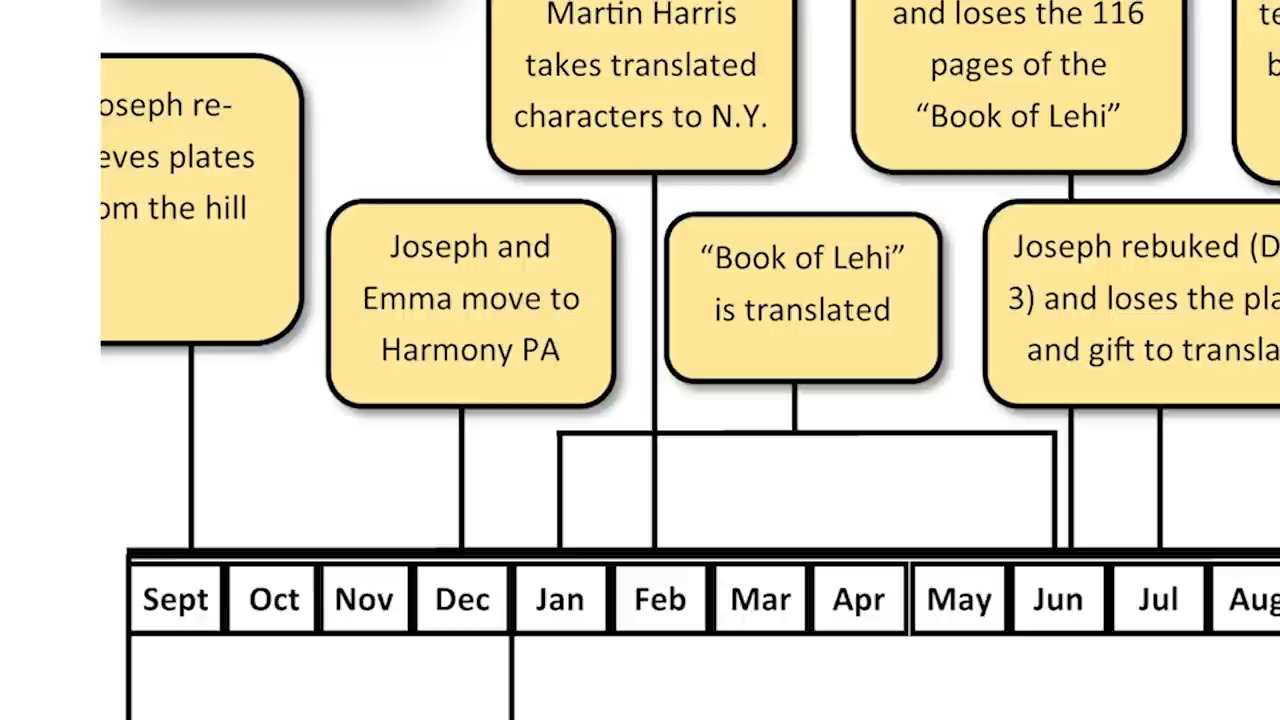 Martin Harris
takes translated
characters to N.Y.
and loses the 116
pages of the
“Book of Lehi”
oseph re-
eves plates
om the hill
Joseph and
Emma move to
Harmony PA
“Book of Lehi”
is translated
Joseph rebuked (D
3) and loses the pla
and gift to transla
Sept Oct Nov Dec Jan Feb Mar Apr May Jun Jul Aug